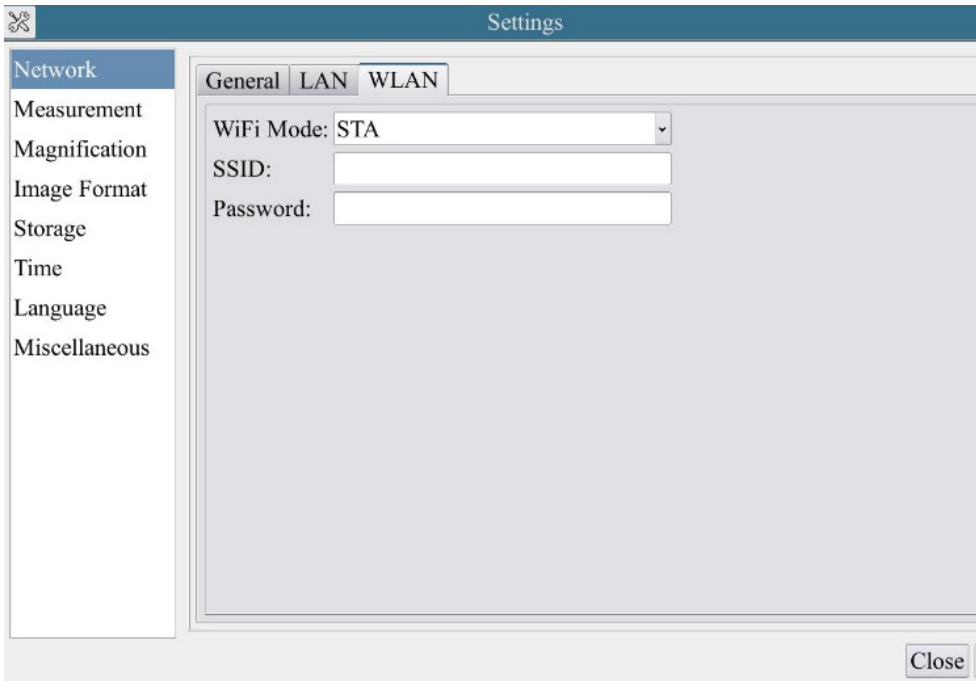 Settings
Network
Measurement
Magnification
Image Format
Storage
Time
Language
Miscellaneous
General LAN WLAN
WiFi Mode: STA
SSID:
Password:
Close